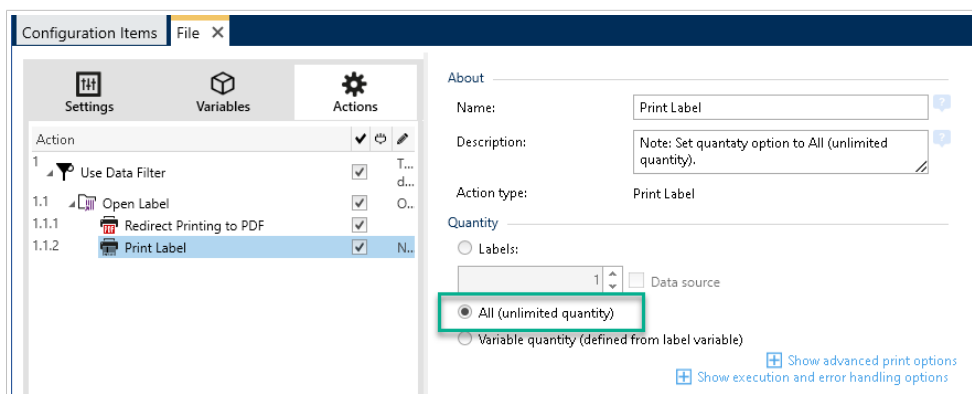 Configuration Items File
Settings Variables Actions
Action
1 Use Data Filter T...
d...
1.1 Open Label O..
1.1.1 Redirect Printing to PDF
1.1.2 Print Label N..
About
Name: Print Label
Description: Note: Set quantaty option to All (unlimited
quantity).
Action type: Print Label
Quantity
Labels:
1 Data source
All (unlimited quantity)
Variable quantity (defined from label variable)
Show advanced print options
Show execution and error handling options